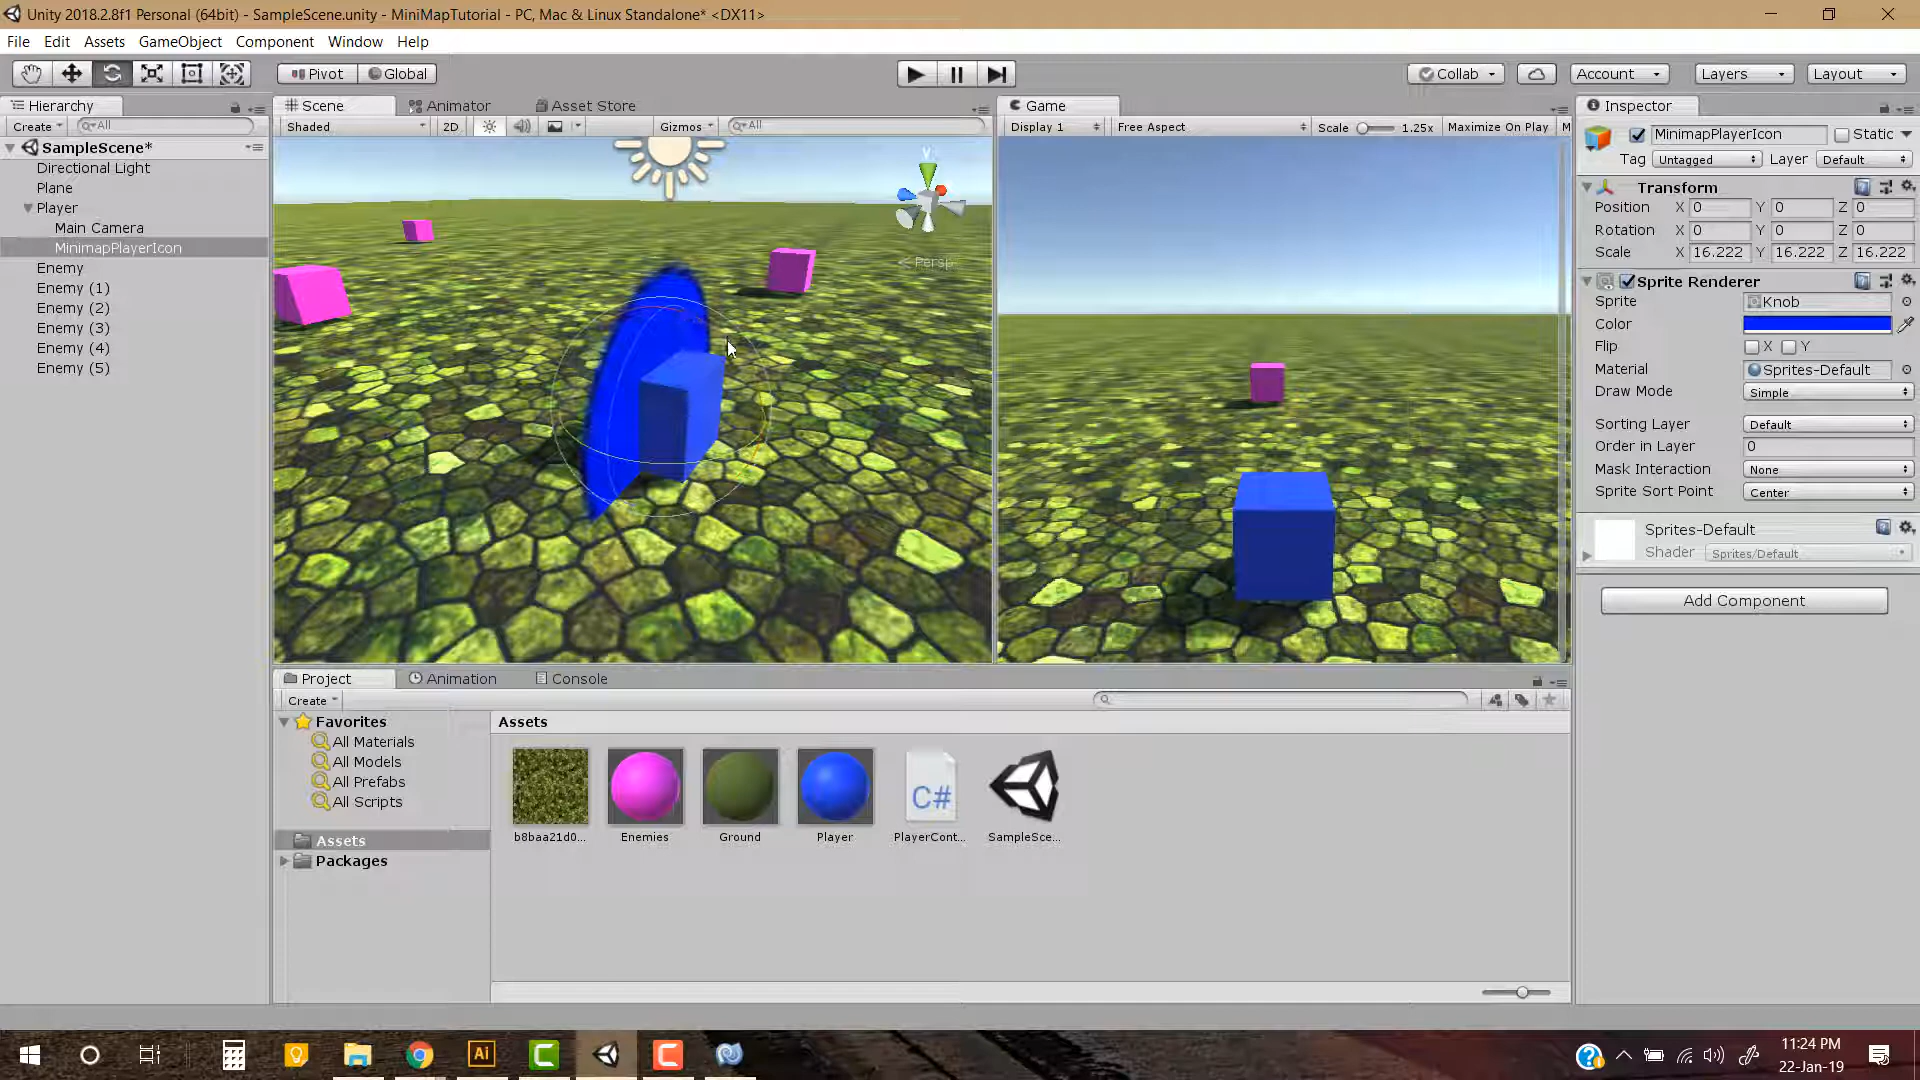 Unity 2018.2.8f1 Personal (64bit) - SampleScene.unity - MiniMapTutorial - PC, Mac & Linux Standalone* <DX11>
File Edit Assets GameObject Component Window Help
Pivot Global Collab Account Layers Layout
Hierarchy
Create All
SampleScene*
Directional Light
Plane
Player
Main Camera
MinimapPlayerIcon
Enemy
Enemy (1)
Enemy (2)
Enemy (3)
Enemy (4)
Enemy (5)
Scene Animator Asset Store
Shaded 2D Gizmos All
y
Persp
Game
Display 1 Free Aspect Scale 1.25x Maximize On Play M
Inspector
MinimapPlayerIcon Static
Tag Untagged Layer Default
Transform
Position X 0 Y 0 Z 0
Rotation X 0 Y 0 Z 0
Scale X 16.222 Y 16.222 Z 16.222
Sprite Renderer
Sprite Knob
Color
Flip X Y
Material Sprites-Default
Draw Mode Simple
Sorting Layer Default
Order in Layer 0
Mask Interaction None
Sprite Sort Point Center
Sprites-Default
Shader Sprites/Default
Add Component
Project Animation Console
Create
Favorites
All Materials
All Models
All Prefabs
All Scripts
Assets
Packages
Assets
b8baa21d0... Enemies Ground Player PlayerCont... SampleSce...
C#
Ai
11:24 PM
22-Jan-19